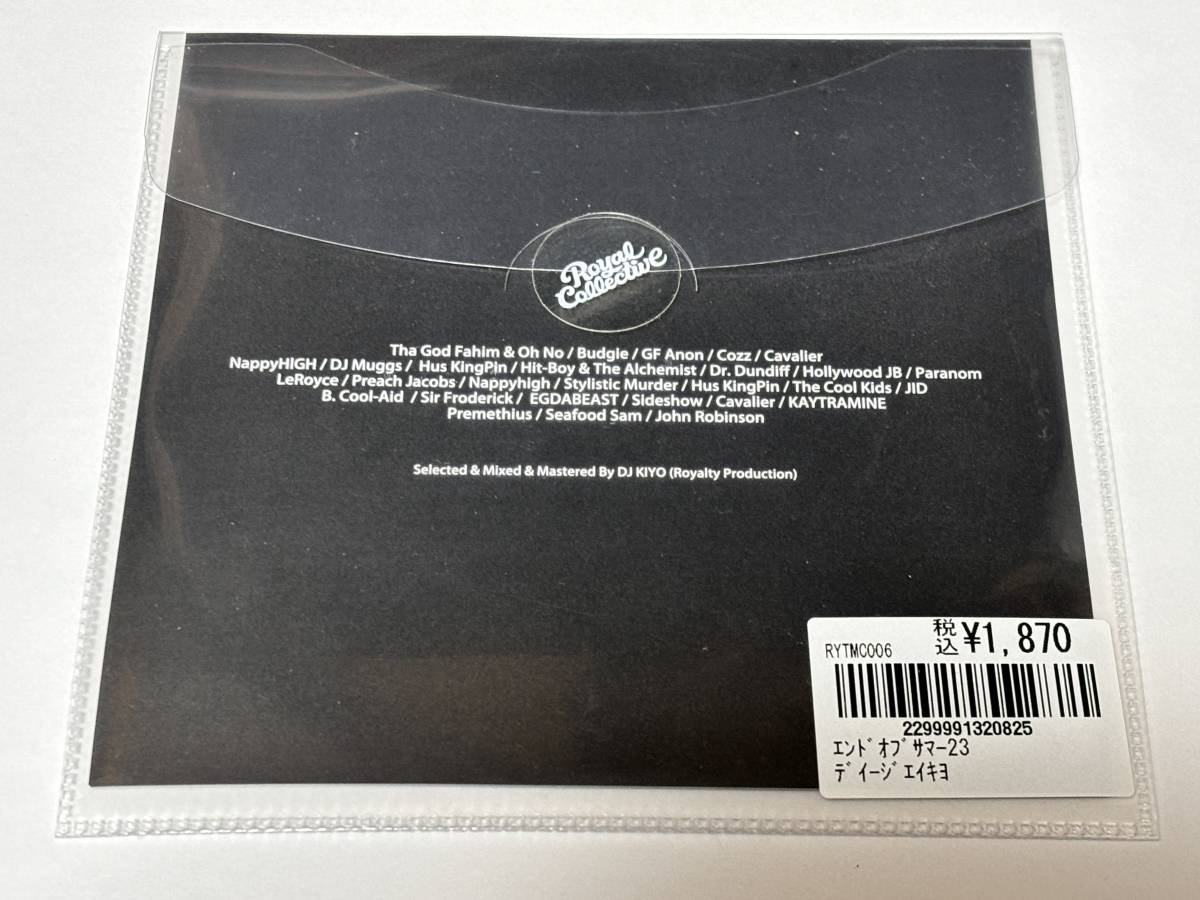 Royal
Collective
Tha God Fahim & Oh No / Budgie / GF Anon / Cozz / Cavalier
NappyHIGH / DJ Muggs / Hus KingPin / Hit-Boy & The Alchemist / Dr. Dundiff / Hollywood JB / Paranom
LeRoyce / Preach Jacobs / Nappyhigh / Stylistic Murder / Hus KingPin / The Cool Kids / JID
B. Cool-Aid / Sir Froderick / EGDABEAST / Sideshow / Cavalier / KAYTRAMINE
Premethius / Seafood Sam / John Robinson
Selected & Mixed & Mastered By DJ KIYO (Royalty Production)
RYTMC006 税込 ¥1,870
2299991320825
ｴﾝﾄﾞｵﾌﾞｻﾏｰ23
ﾃﾞｲｰｼﾞｴｲｷﾖ